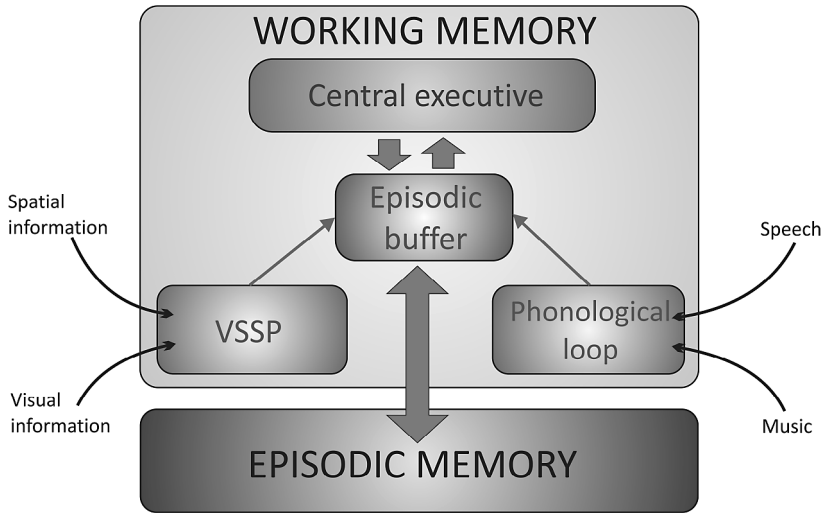 WORKING MEMORY
Central executive
Episodic
buffer
Spatial
information
Speech
VSSP
Phonological
loop
Visual
information
Music
EPISODIC MEMORY